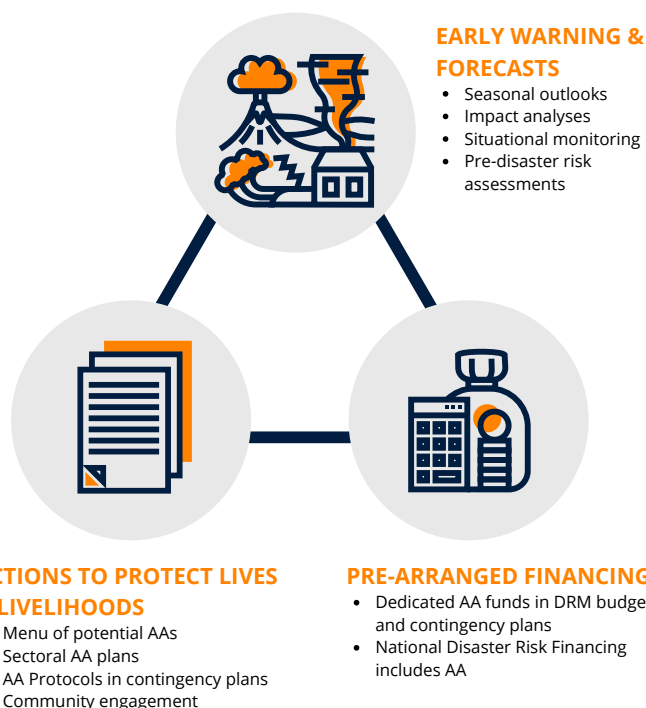 EARLY WARNING &
FORECASTS
• Seasonal outlooks
• Impact analyses
• Situational monitoring
• Pre-disaster risk
assessments
CTIONS TO PROTECT LIVES
LIVELIHOODS
Menu of potential AAs
Sectoral AA plans
AA Protocols in contingency plans
Community engagement
PRE-ARRANGED FINANCING
• Dedicated AA funds in DRM budge
and contingency plans
• National Disaster Risk Financing
includes AA